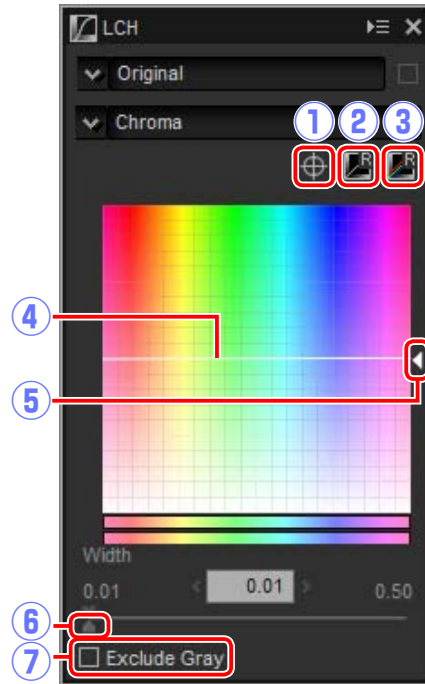 LCH
Original
Chroma
1 2 3
R R
4
5
Width
0.01 0.01 0.50
6
7 Exclude Gray